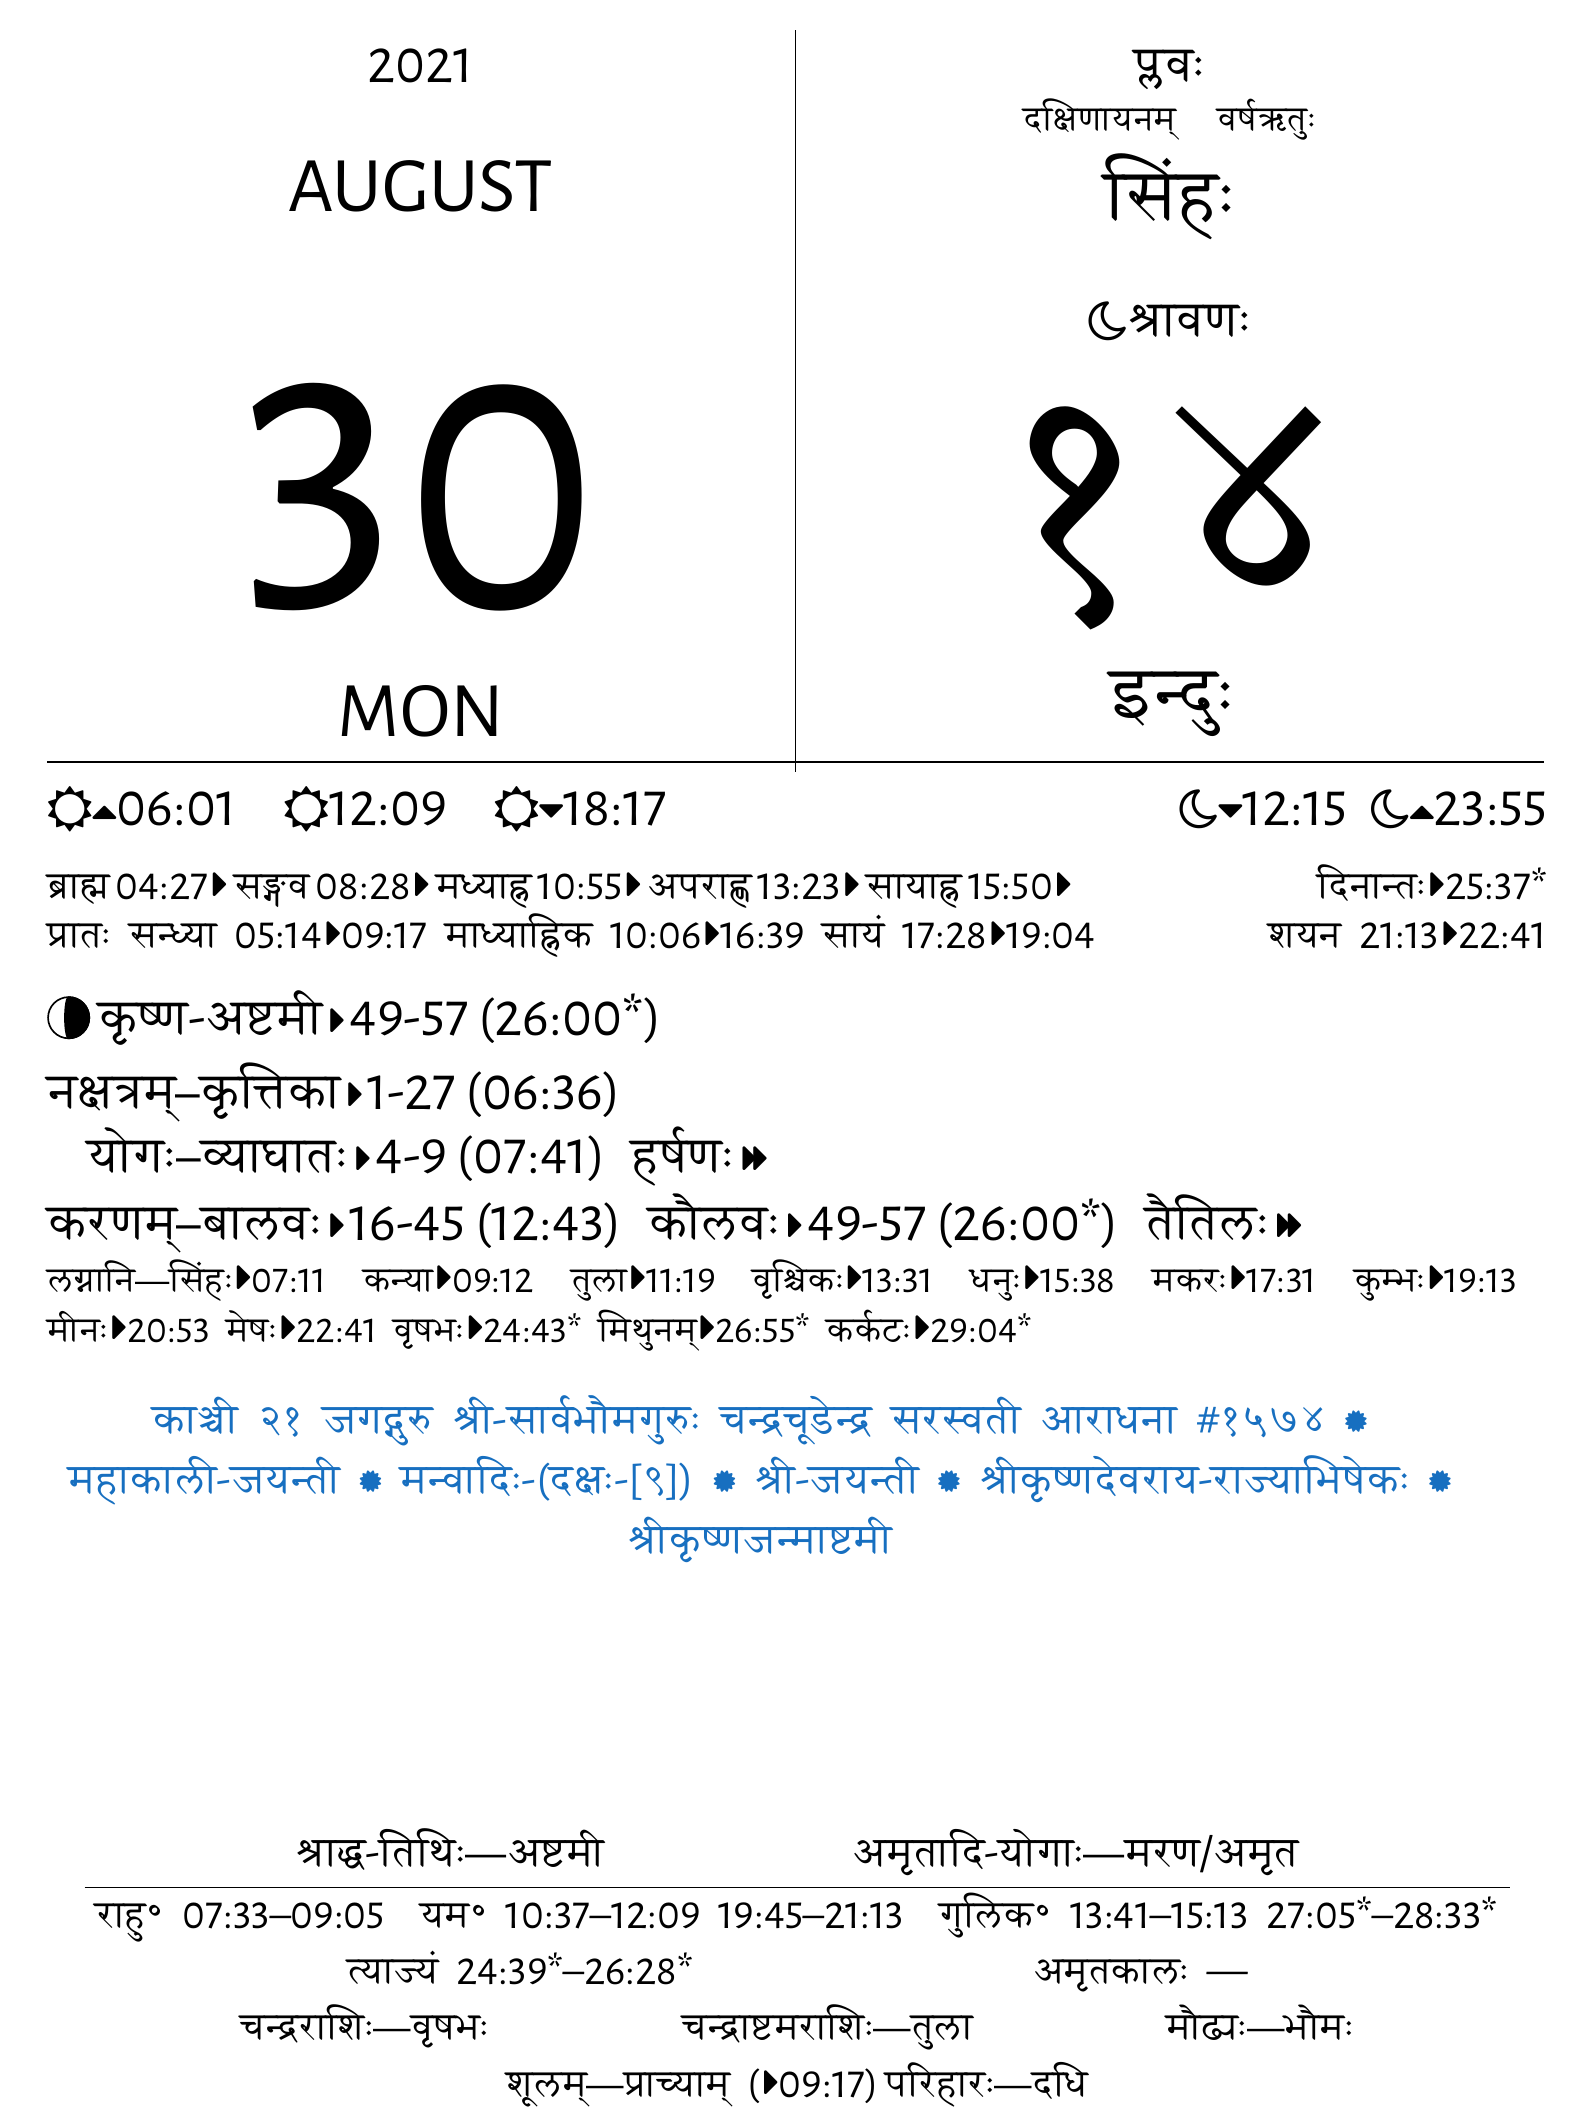 2021
AUGUST
30
MON
प्लवः
दक्षिणायनम् वर्षऋतुः
सिंहः
श्रावणः
१४
इन्दुः
06:01 12:09 18:17 12:15 23:55
ब्राह्म 04:27 सङ्गव 08:28 मध्याह्न 10:55 अपराह्ण 13:23 सायाह्न 15:50 दिनान्तः 25:37*
प्रातः सन्ध्या 05:14 09:17 माध्याह्निक 10:06 16:39 सायं 17:28 19:04 शयन 21:13 22:41
कृष्ण-अष्टमी 49-57 (26:00*)
नक्षत्रम्–कृत्तिका 1-27 (06:36)
योगः–व्याघातः 4-9 (07:41) हर्षणः
करणम्–बालवः 16-45 (12:43) कौलवः 49-57 (26:00*) तैतिलः
लग्नानि—सिंहः 07:11 कन्या 09:12 तुला 11:19 वृश्चिकः 13:31 धनुः 15:38 मकरः 17:31 कुम्भः 19:13
मीनः 20:53 मेषः 22:41 वृषभः 24:43* मिथुनम् 26:55* कर्कटः 29:04*
काञ्ची २१ जगद्गुरु श्री-सार्वभौमगुरुः चन्द्रचूडेन्द्र सरस्वती आराधना #१५७४
महाकाली-जयन्ती मन्वादिः-(दक्षः-[९]) श्री-जयन्ती श्रीकृष्णदेवराय-राज्याभिषेकः
श्रीकृष्णजन्माष्टमी
श्राद्ध-तिथिः—अष्टमी अमृतादि-योगाः—मरण/अमृत
राहु॰ 07:33–09:05 यम॰ 10:37–12:09 19:45–21:13 गुलिक॰ 13:41–15:13 27:05*–28:33*
त्याज्यं 24:39*–26:28* अमृतकालः —
चन्द्रराशिः—वृषभः चन्द्राष्टमराशिः—तुला मौढ्यः—भौमः
शूलम्—प्राच्याम् (09:17) परिहारः—दधि